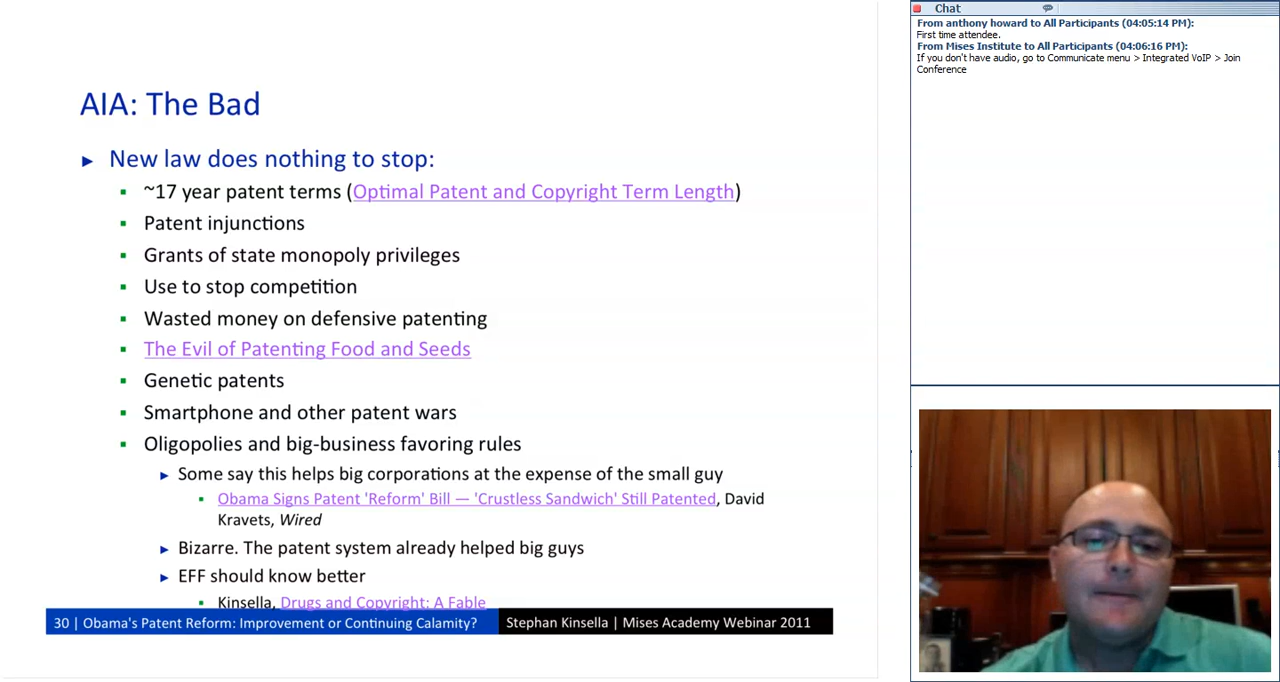 AIA: The Bad
► New law does nothing to stop:
▪ ~17 year patent terms (Optimal Patent and Copyright Term Length)
▪ Patent injunctions
▪ Grants of state monopoly privileges
▪ Use to stop competition
▪ Wasted money on defensive patenting
▪ The Evil of Patenting Food and Seeds
▪ Genetic patents
▪ Smartphone and other patent wars
▪ Oligopolies and big-business favoring rules
► Some say this helps big corporations at the expense of the small guy
▪ Obama Signs Patent 'Reform' Bill — 'Crustless Sandwich' Still Patented, David
Kravets, Wired
► Bizarre. The patent system already helped big guys
► EFF should know better
▪ Kinsella, Drugs and Copyright: A Fable
30 | Obama's Patent Reform: Improvement or Continuing Calamity?
Stephan Kinsella | Mises Academy Webinar 2011
Chat
From anthony howard to All Participants (04:05:14 PM):
First time attendee.
From Mises Institute to All Participants (04:06:16 PM):
If you don't have audio, go to Communicate menu > Integrated VoIP > Join
Conference